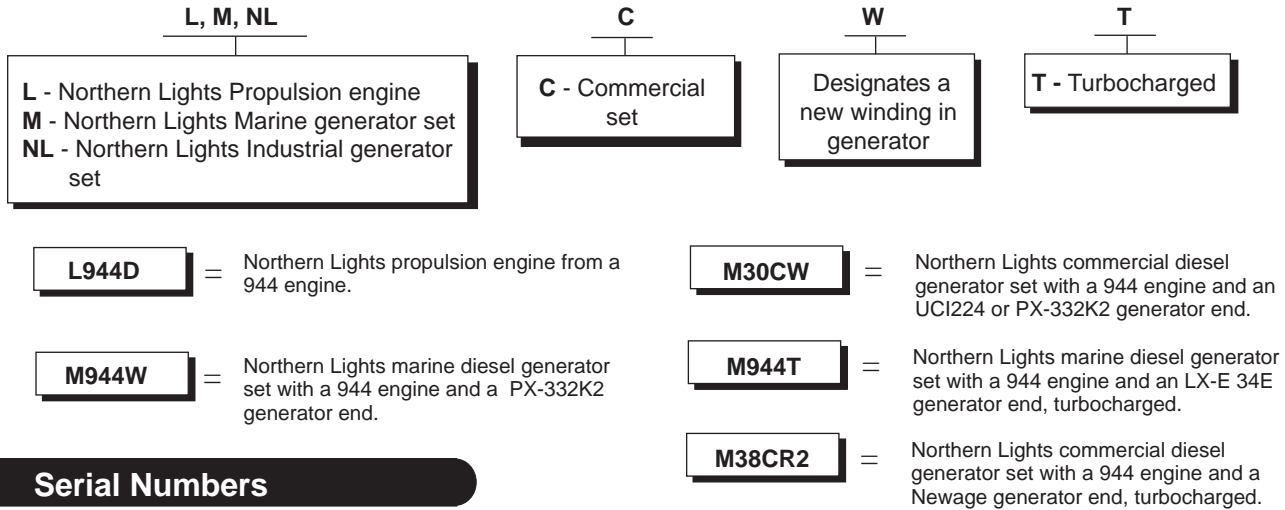 L, M, NL
L - Northern Lights Propulsion engine
M - Northern Lights Marine generator set
NL - Northern Lights Industrial generator
set
C
C - Commercial
set
W
Designates a
new winding in
generator
T
T - Turbocharged
L944D
=
Northern Lights propulsion engine from a
944 engine.
M944W
=
Northern Lights marine diesel generator
set with a 944 engine and a PX-332K2
generator end.
M30CW
=
Northern Lights commercial diesel
generator set with a 944 engine and an
UCI224 or PX-332K2 generator end.
M944T
=
Northern Lights marine diesel generator
set with a 944 engine and an LX-E 34E
generator end, turbocharged.
M38CR2
=
Northern Lights commercial diesel
generator set with a 944 engine and a
Newage generator end, turbocharged.
Serial Numbers